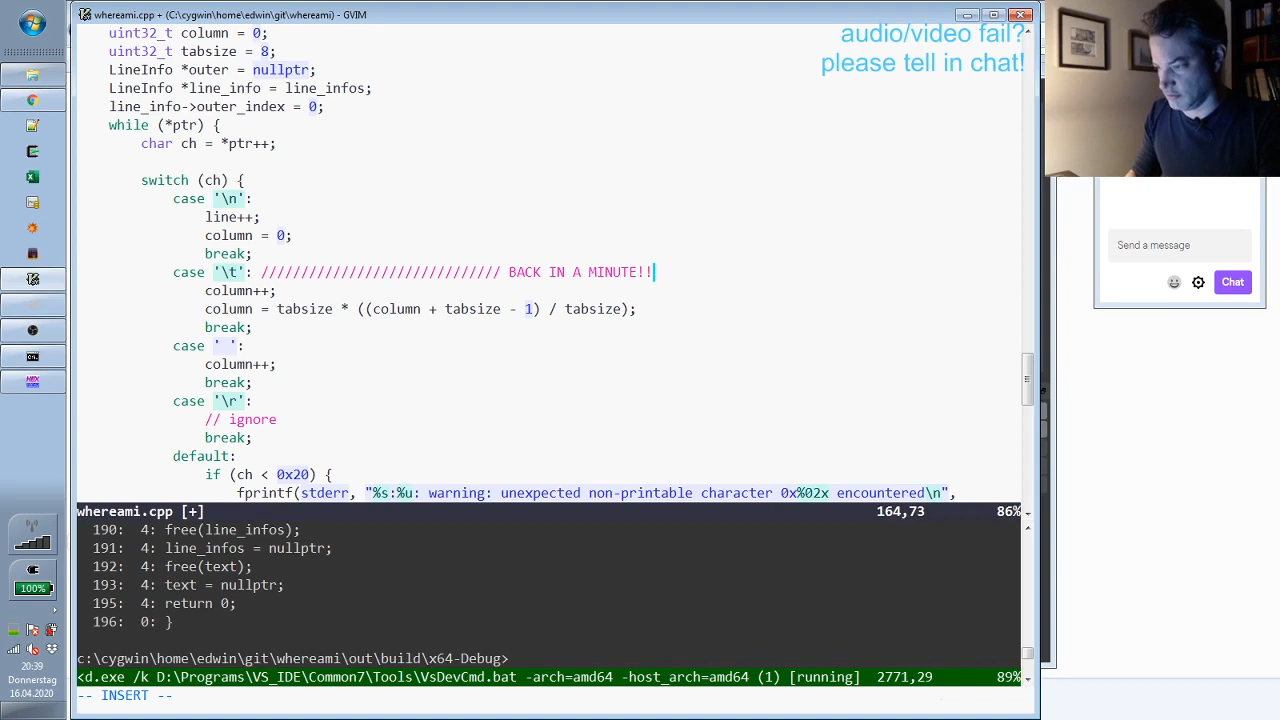 whereami.cpp + (C:\cygwin\home\edwin\git\whereami) - GVIM
audio/video fail?
please tell in chat!
uint32_t column = 0;
uint32_t tabsize = 8;
LineInfo *outer = nullptr;
LineInfo *line_info = line_infos;
line_info->outer_index = 0;
while (*ptr) {
char ch = *ptr++;
switch (ch) {
case '\n':
line++;
column = 0;
break;
case '\t': ////////////////////////////// BACK IN A MINUTE!!
column++;
column = tabsize * ((column + tabsize - 1) / tabsize);
break;
case ' ':
column++;
break;
case '\r':
// ignore
break;
default:
if (ch < 0x20) {
fprintf(stderr, "%s:%u: warning: unexpected non-printable character 0x%02x encountered\n",
whereami.cpp [+] 164,73 86%
190: 4: free(line_infos);
191: 4: line_infos = nullptr;
192: 4: free(text);
193: 4: text = nullptr;
195: 4: return 0;
196: 0: }
c:\cygwin\home\edwin\git\whereami\out\build\x64-Debug>
<d.exe /k D:\Programs\VS_IDE\Common7\Tools\VsDevCmd.bat -arch=amd64 -host_arch=amd64 (1) [running] 2771,29 89%
-- INSERT --
Send a message
Chat
HEX
100%
20:39
Donnerstag
16.04.2020